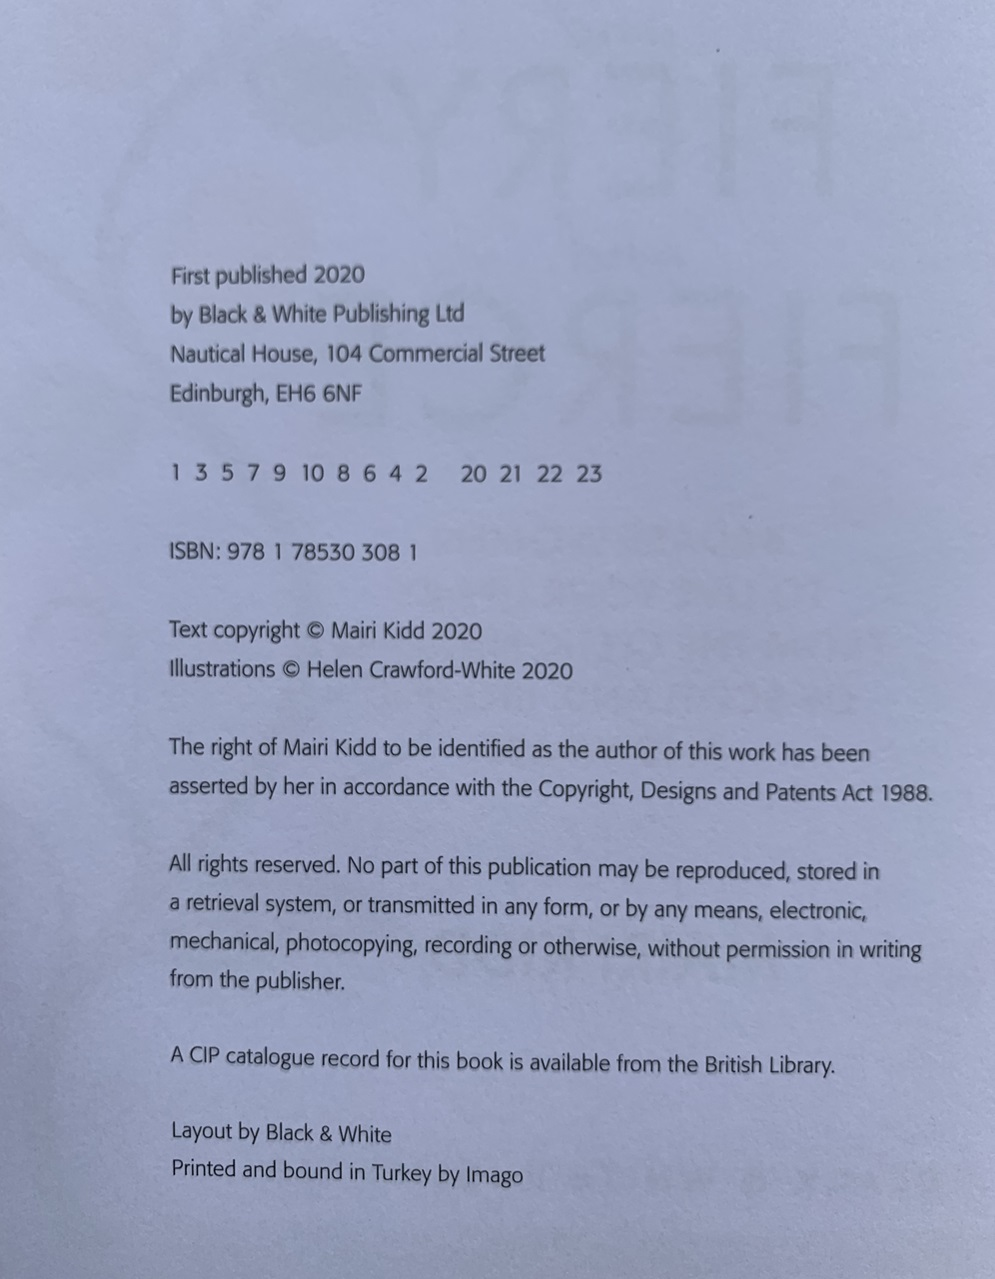 First published 2020
by Black & White Publishing Ltd
Nautical House, 104 Commercial Street
Edinburgh, EH6 6NF
1 3 5 7 9 10 8 6 4 2 20 21 22 23
ISBN: 978 1 78530 308 1
Text copyright © Mairi Kidd 2020
Illustrations © Helen Crawford-White 2020
The right of Mairi Kidd to be identified as the author of this work has been
asserted by her in accordance with the Copyright, Designs and Patents Act 1988.
All rights reserved. No part of this publication may be reproduced, stored in
a retrieval system, or transmitted in any form, or by any means, electronic,
mechanical, photocopying, recording or otherwise, without permission in writing
from the publisher.
A CIP catalogue record for this book is available from the British Library.
Layout by Black & White
Printed and bound in Turkey by Imago